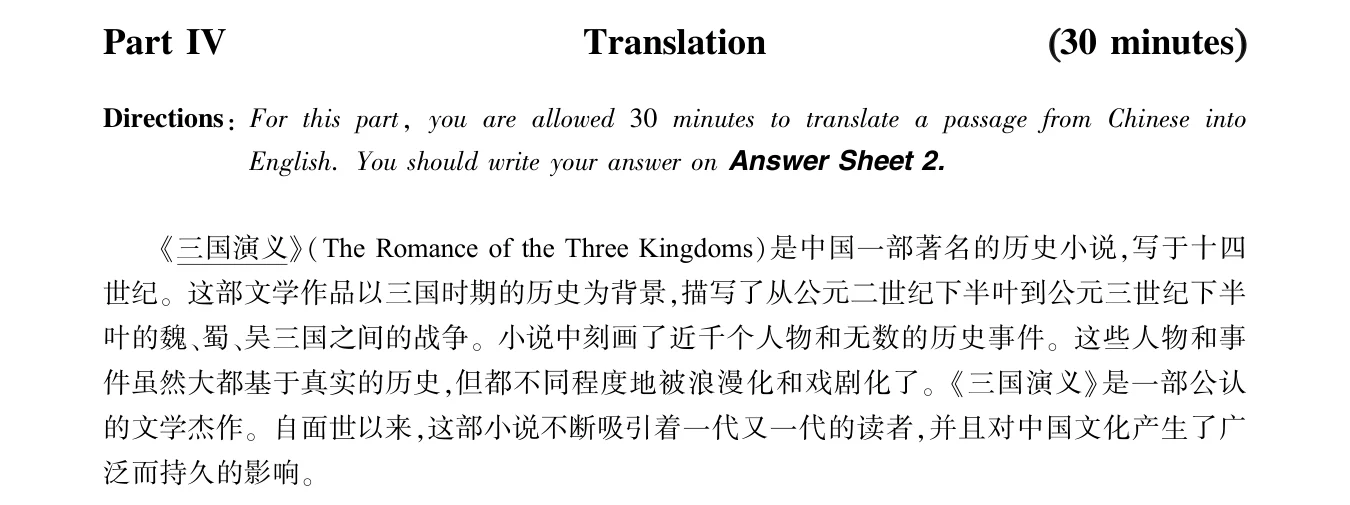 Part IV Translation (30 minutes)
Directions: For this part, you are allowed 30 minutes to translate a passage from Chinese into
English. You should write your answer on Answer Sheet 2.
《三国演义》(The Romance of the Three Kingdoms)是中国一部著名的历史小说,写于十四
世纪。这部文学作品以三国时期的历史为背景,描写了从公元二世纪下半叶到公元三世纪下半
叶的魏、蜀、吴三国之间的战争。小说中刻画了近千个人物和无数的历史事件。这些人物和事
件虽然大都基于真实的历史,但都不同程度地被浪漫化和戏剧化了。《三国演义》是一部公认
的文学杰作。自面世以来,这部小说不断吸引着一代又一代的读者,并且对中国文化产生了广
泛而持久的影响。